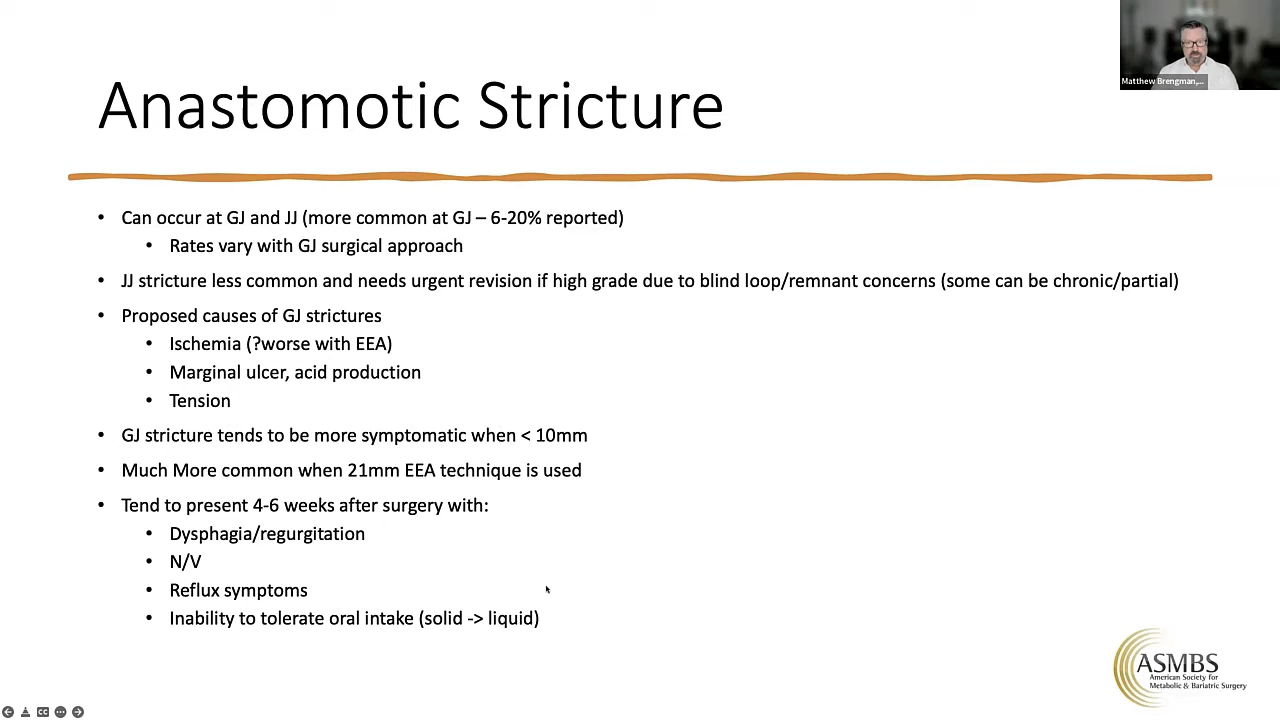 Matthew Brengman,...
Anastomotic Stricture
• Can occur at GJ and JJ (more common at GJ – 6-20% reported)
• Rates vary with GJ surgical approach
• JJ stricture less common and needs urgent revision if high grade due to blind loop/remnant concerns (some can be chronic/partial)
• Proposed causes of GJ strictures
• Ischemia (?worse with EEA)
• Marginal ulcer, acid production
• Tension
• GJ stricture tends to be more symptomatic when < 10mm
• Much More common when 21mm EEA technique is used
• Tend to present 4-6 weeks after surgery with:
• Dysphagia/regurgitation
• N/V
• Reflux symptoms
• Inability to tolerate oral intake (solid -> liquid)
ASMBS
American Society for
Metabolic & Bariatric Surgery
CC